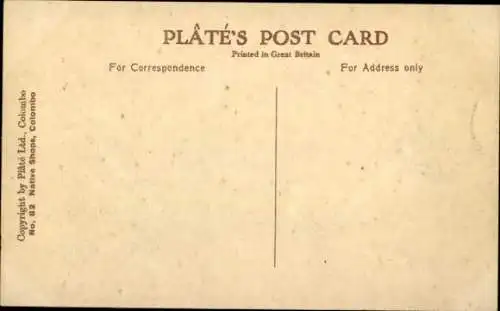 PLÂTÉ'S POST CARD
Printed in Great Britain
For Correspondence
For Address only
Copyright by Plâté Ltd., Colombo
No. 82 Native Shops, Colombo